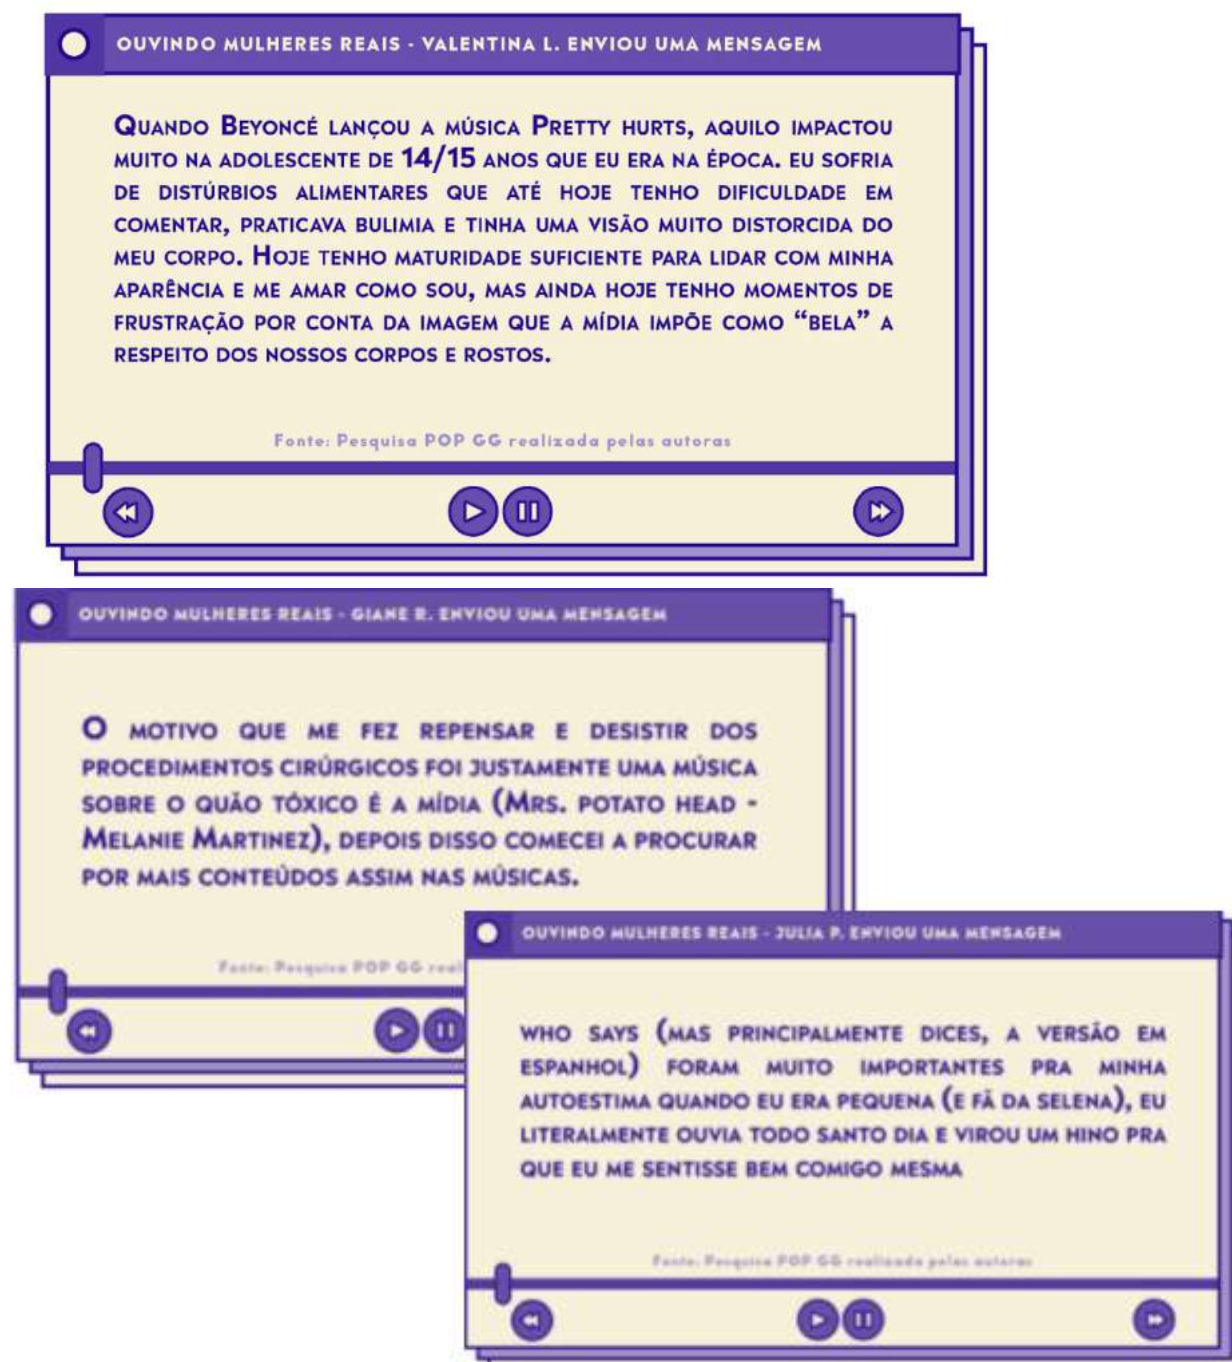 OUVINDO MULHERES REAIS - VALENTINA L. ENVIOU UMA MENSAGEM
QUANDO BEYONCÉ LANÇOU A MÚSICA PRETTY HURTS, AQUILO IMPACTOU
MUITO NA ADOLESCENTE DE 14/15 ANOS QUE EU ERA NA ÉPOCA. EU SOFRIA
DE DISTÚRBIOS ALIMENTARES QUE ATÉ HOJE TENHO DIFICULDADE EM
COMENTAR, PRATICAVA BULIMIA E TINHA UMA VISÃO MUITO DISTORCIDA DO
MEU CORPO. HOJE TENHO MATURIDADE SUFICIENTE PARA LIDAR COM MINHA
APARÊNCIA E ME AMAR COMO SOU, MAS AINDA HOJE TENHO MOMENTOS DE
FRUSTRAÇÃO POR CONTA DA IMAGEM QUE A MÍDIA IMPÕE COMO “BELA” A
RESPEITO DOS NOSSOS CORPOS E ROSTOS.
Fonte: Pesquisa POP GG realizada pelas autoras
OUVINDO MULHERES REAIS - GIANE R. ENVIOU UMA MENSAGEM
O MOTIVO QUE ME FEZ REPENSAR E DESISTIR DOS
PROCEDIMENTOS CIRÚRGICOS FOI JUSTAMENTE UMA MÚSICA
SOBRE O QUÃO TÓXICO É A MÍDIA (MRS. POTATO HEAD -
MELANIE MARTINEZ), DEPOIS DISSO COMECEI A PROCURAR
POR MAIS CONTEÚDOS ASSIM NAS MÚSICAS.
Fonte: Pesquisa POP GG real
OUVINDO MULHERES REAIS - JULIA P. ENVIOU UMA MENSAGEM
WHO SAYS (MAS PRINCIPALMENTE DICES, A VERSÃO EM
ESPANHOL) FORAM MUITO IMPORTANTES PRA MINHA
AUTOESTIMA QUANDO EU ERA PEQUENA (E FÃ DA SELENA), EU
LITERALMENTE OUVIA TODO SANTO DIA E VIROU UM HINO PRA
QUE EU ME SENTISSE BEM COMIGO MESMA
Fonte: Pesquisa POP GG realizada pelas autoras